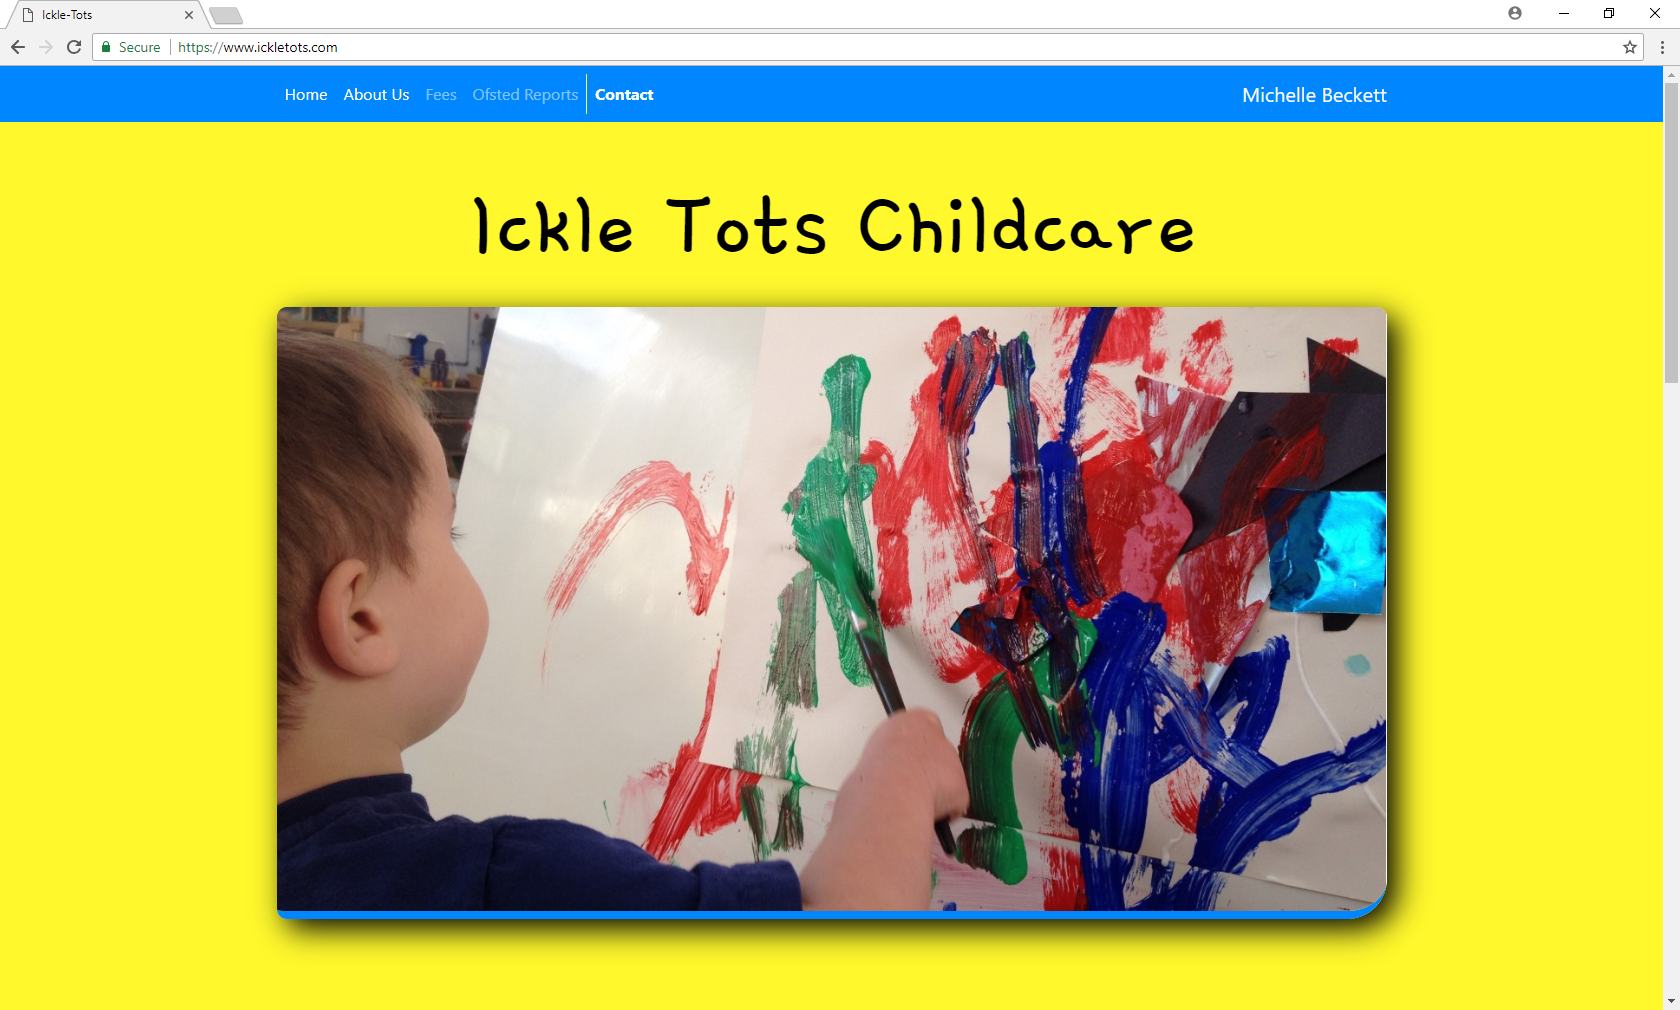 Ickle-Tots
Secure https://www.ickletots.com
Home About Us Fees Ofsted Reports Contact Michelle Beckett
Ickle Tots Childcare